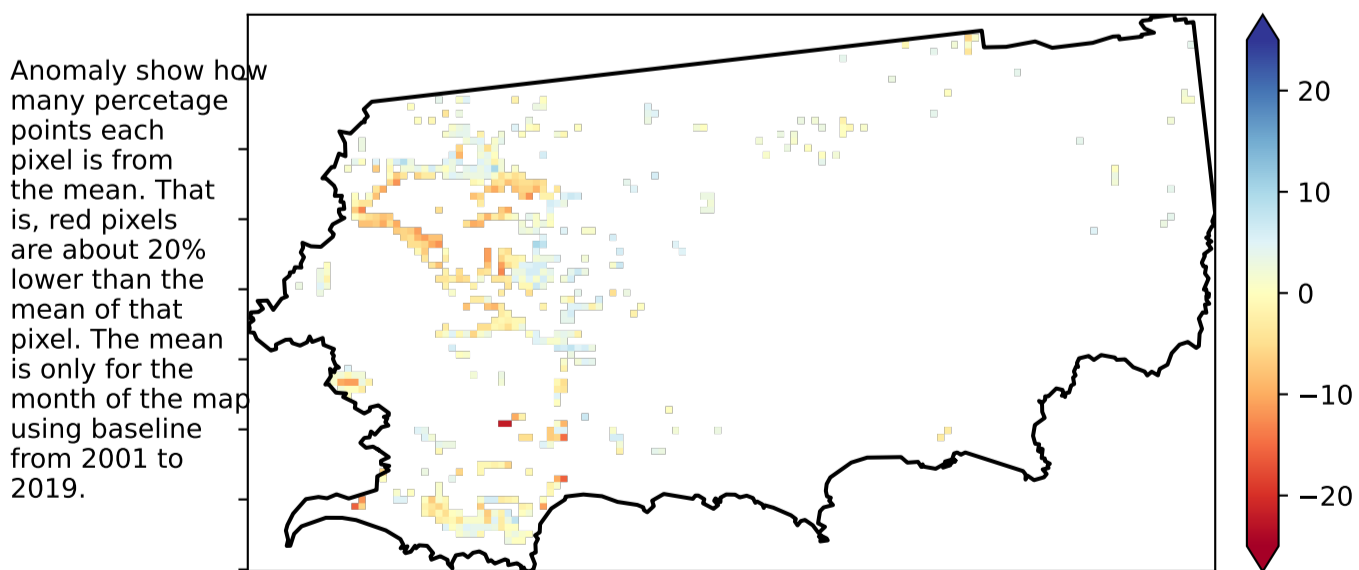 Anomaly show how
many percetage
points each
pixel is from
the mean. That
is, red pixels
are about 20%
lower than the
mean of that
pixel. The mean
is only for the
month of the map
using baseline
from 2001 to
2019.
20
10
0
−10
−20